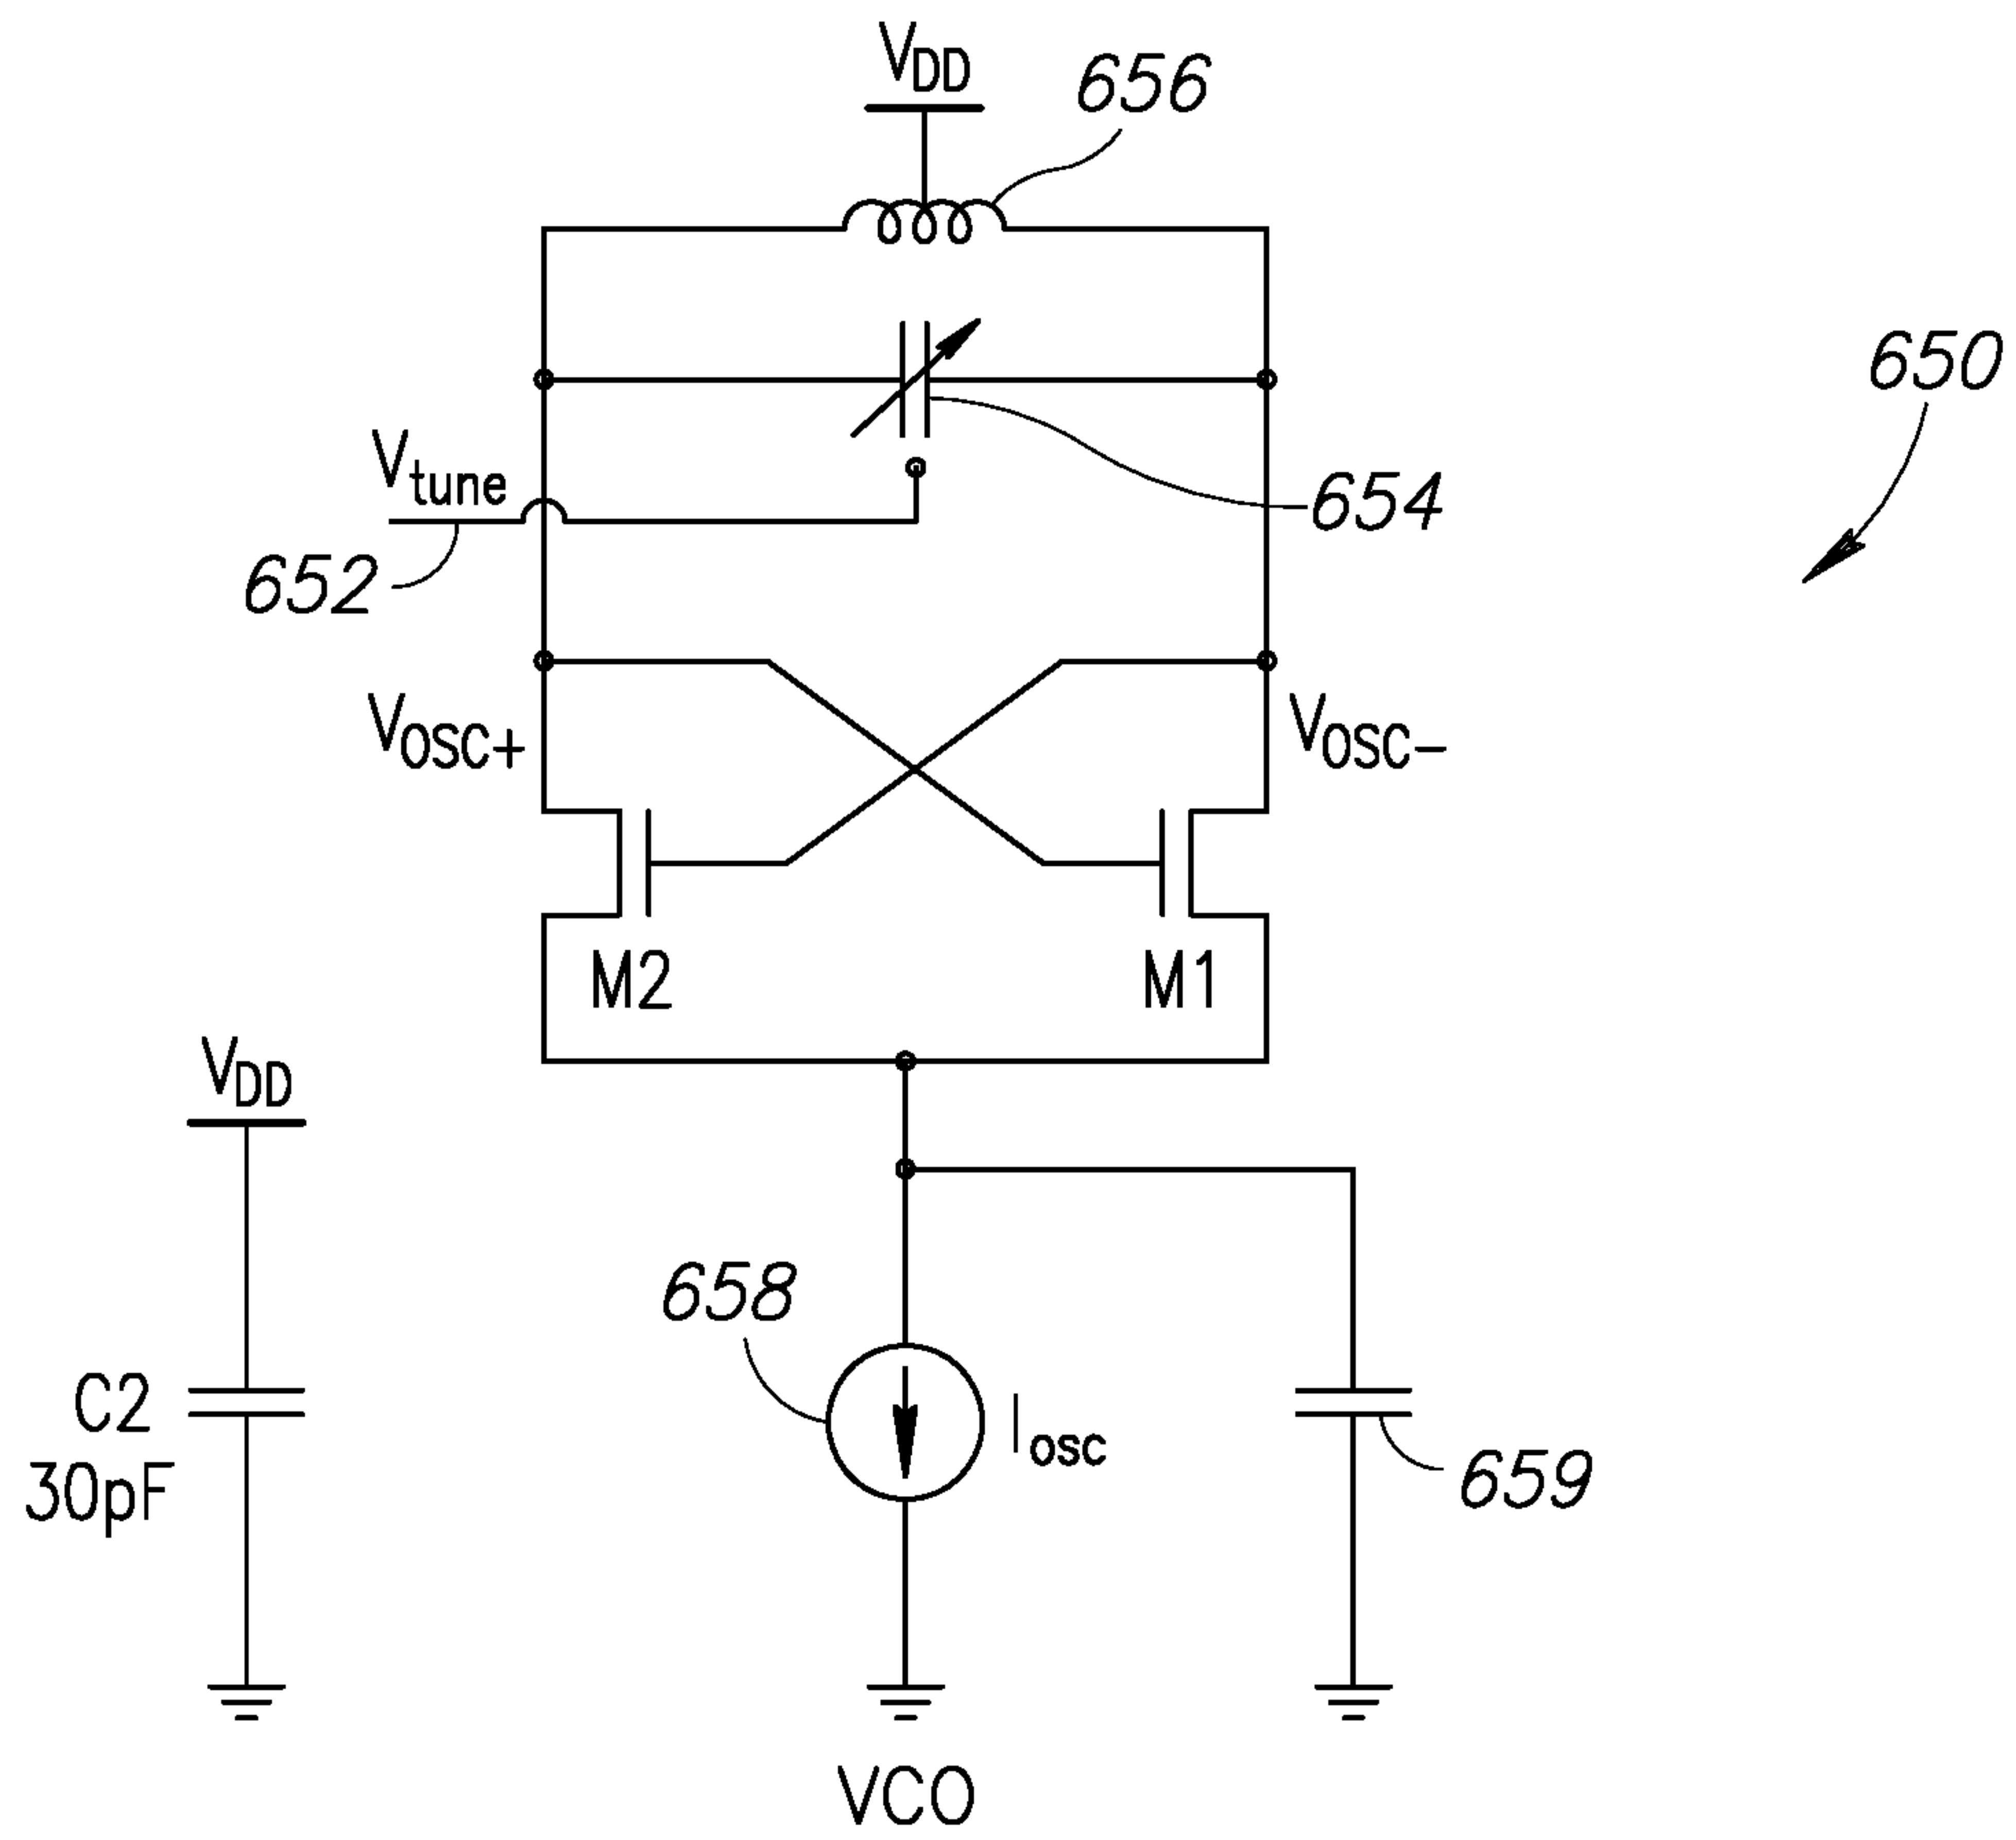 VDD
656
650
Vtune
654
652
VOSC+
VOSC-
M2
M1
VDD
658
C2
30pF
Iosc
659
VCO